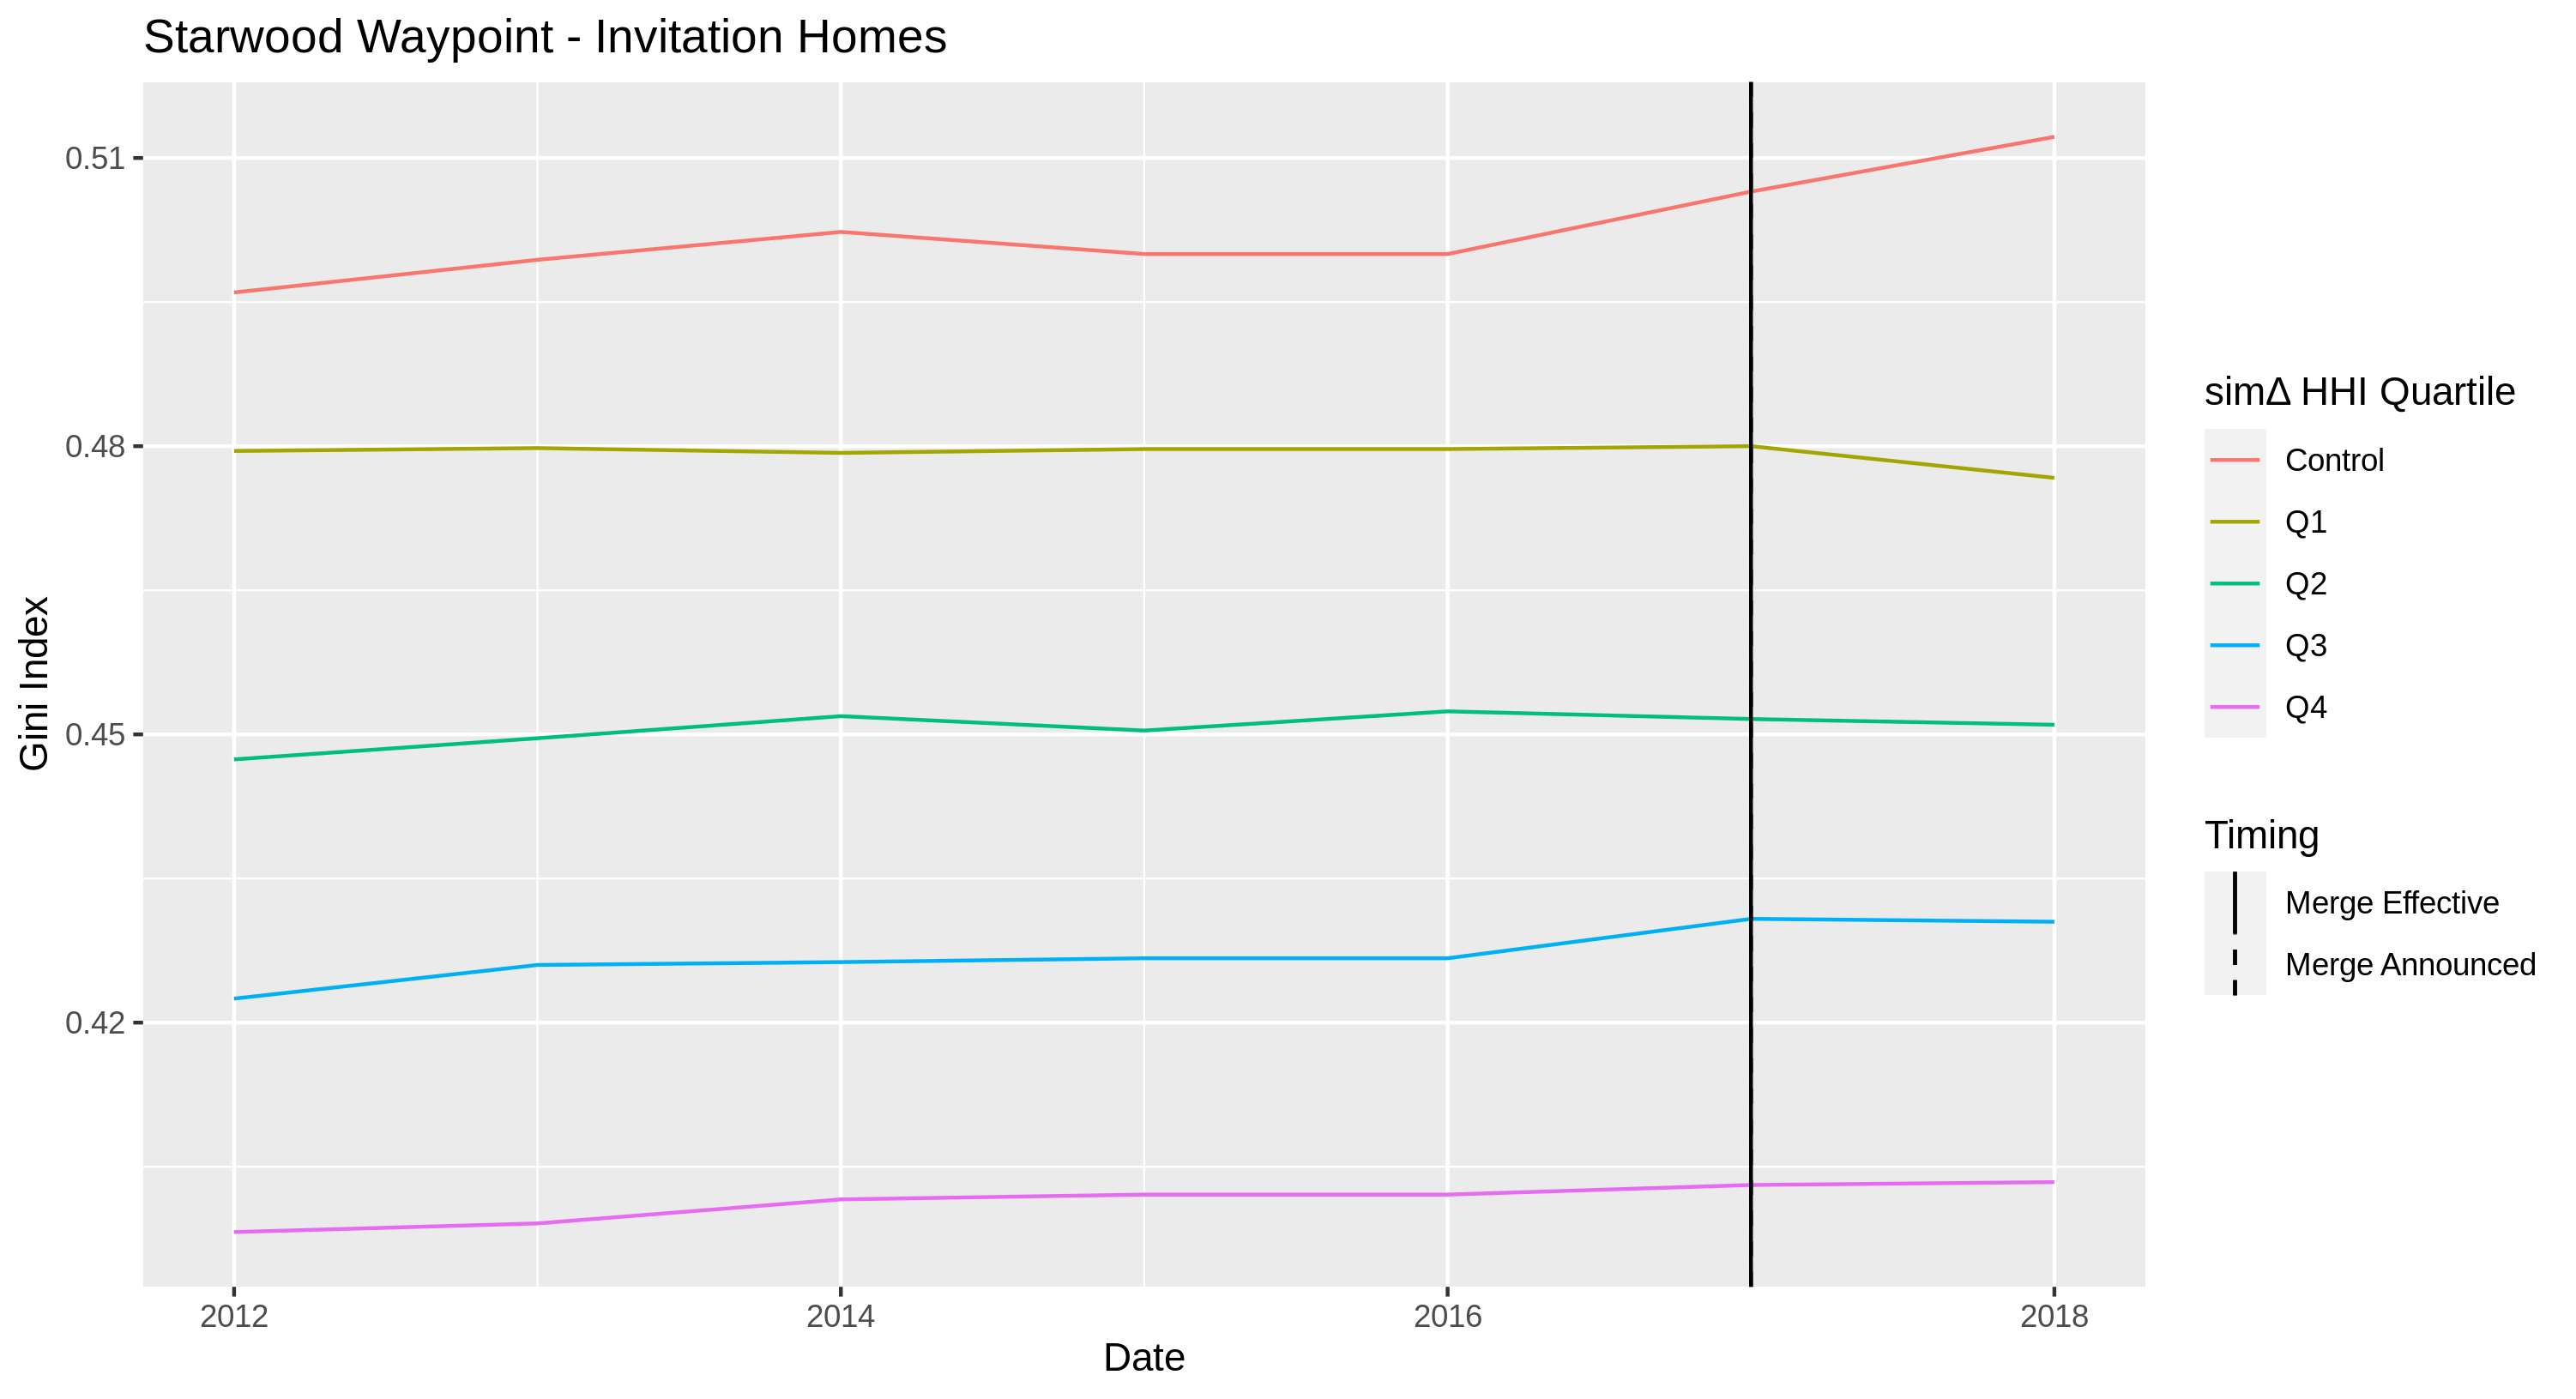 Starwood Waypoint - Invitation Homes
Gini Index
0.51
0.48
0.45
0.42
2012
2014
2016
2018
Date
simΔ HHI Quartile
Control
Q1
Q2
Q3
Q4
Timing
Merge Effective
Merge Announced